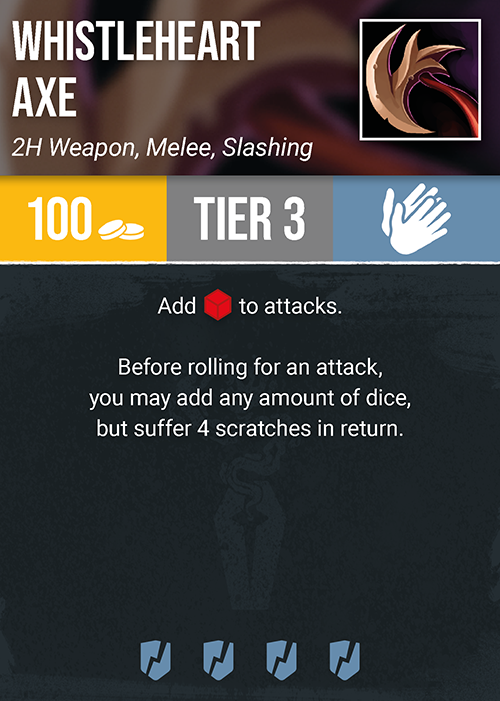 WHISTLEHEART
AXE
2H Weapon, Melee, Slashing
100
TIER 3
Add to attacks.
Before rolling for an attack,
you may add any amount of dice,
but suffer 4 scratches in return.